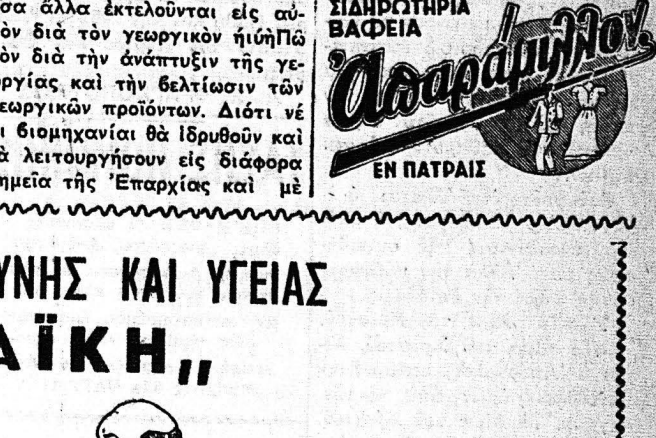 σα ἄλλα ἐκτελοῦνται εἰς αὐ-
ὸν διὰ τὸν γεωργικὸν
ὸν διὰ τὴν ἀνάπτυξιν τῆς γε-
ργίας καὶ τὴν βελτίωσιν τῶν
εωργικῶν προϊόντων. Διότι νέ
ι βιομηχανίαι θὰ ἱδρυθοῦν καὶ
ὰ λειτουργήσουν εἰς διάφορα
ημεῖα τῆς Ἐπαρχίας καὶ μὲ
ΣΙΔΗΡΩΤΗΡΙΑ
ΒΑΦΕΙΑ
Ἀπαράμιλλον
ΕΝ ΠΑΤΡΑΙΣ
ΥΝΗΣ ΚΑΙ ΥΓΕΙΑΣ
ΑΪΚΗ„